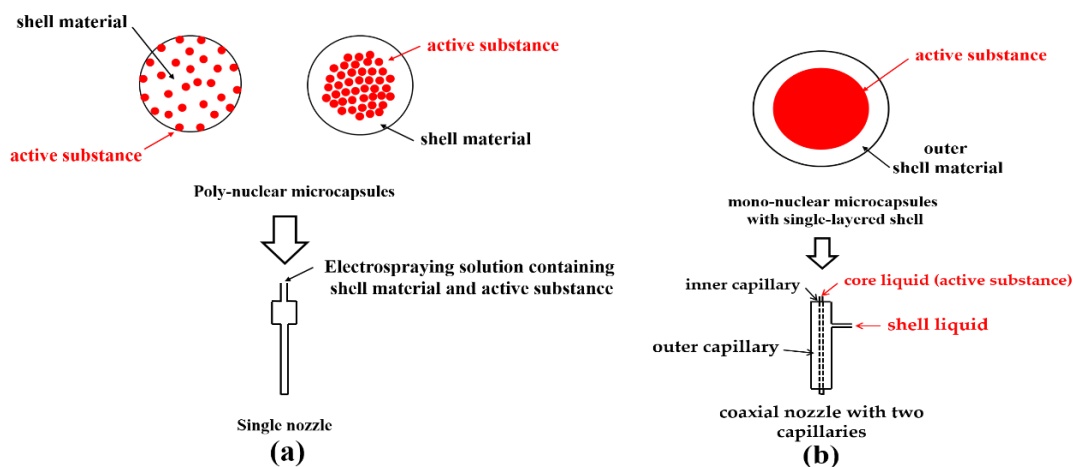 shell material
active substance
active substance
shell material
Poly-nuclear microcapsules
Electrospraying solution containing
shell material and active substance
Single nozzle
(a)
active substance
outer
shell material
mono-nuclear microcapsules
with single-layered shell
inner capillary
core liquid (active substance)
shell liquid
outer capillary
coaxial nozzle with two
capillaries
(b)